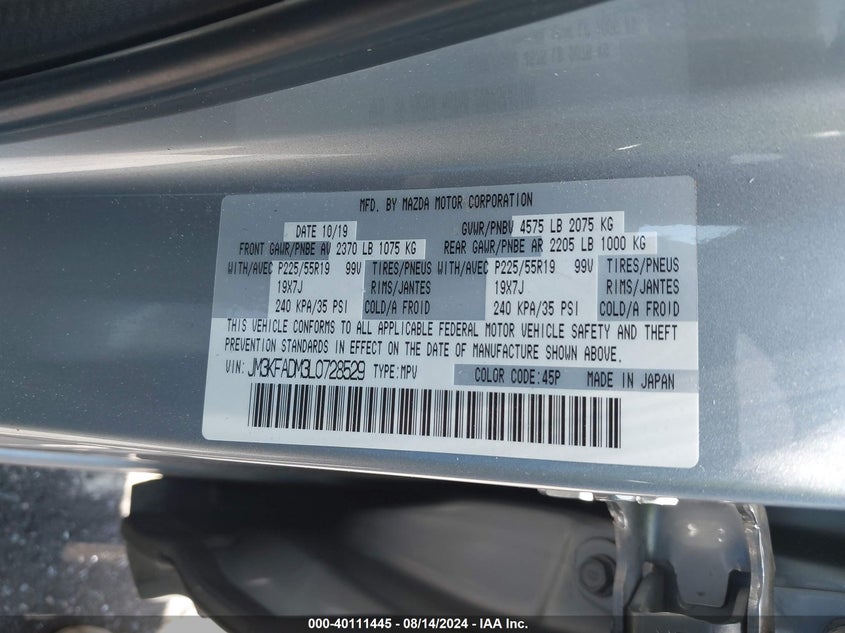 MFD. BY MAZDA MOTOR CORPORATION
DATE 10/19 GVWR/PNBV 4575 LB 2075 KG
FRONT GAWR/PNBE AV 2370 LB 1075 KG REAR GAWR/PNBE AR 2205 LB 1000 KG
WITH/AVEC P225/55R19 99V TIRES/PNEUS WITH/AVEC P225/55R19 99V TIRES/PNEUS
19X7J RIMS/JANTES 19X7J RIMS/JANTES
240 KPA/35 PSI COLD/A FROID 240 KPA/35 PSI COLD/A FROID
THIS VEHICLE CONFORMS TO ALL APPLICABLE FEDERAL MOTOR VEHICLE SAFETY AND THEFT
PREVENTION STANDARDS IN EFFECT ON THE DATE OF MANUFACTURE SHOWN ABOVE.
VIN: JM3KFADM3L0728529 TYPE:MPV COLOR CODE:45P MADE IN JAPAN
000-40111445 - 08/14/2024 - IAA Inc.